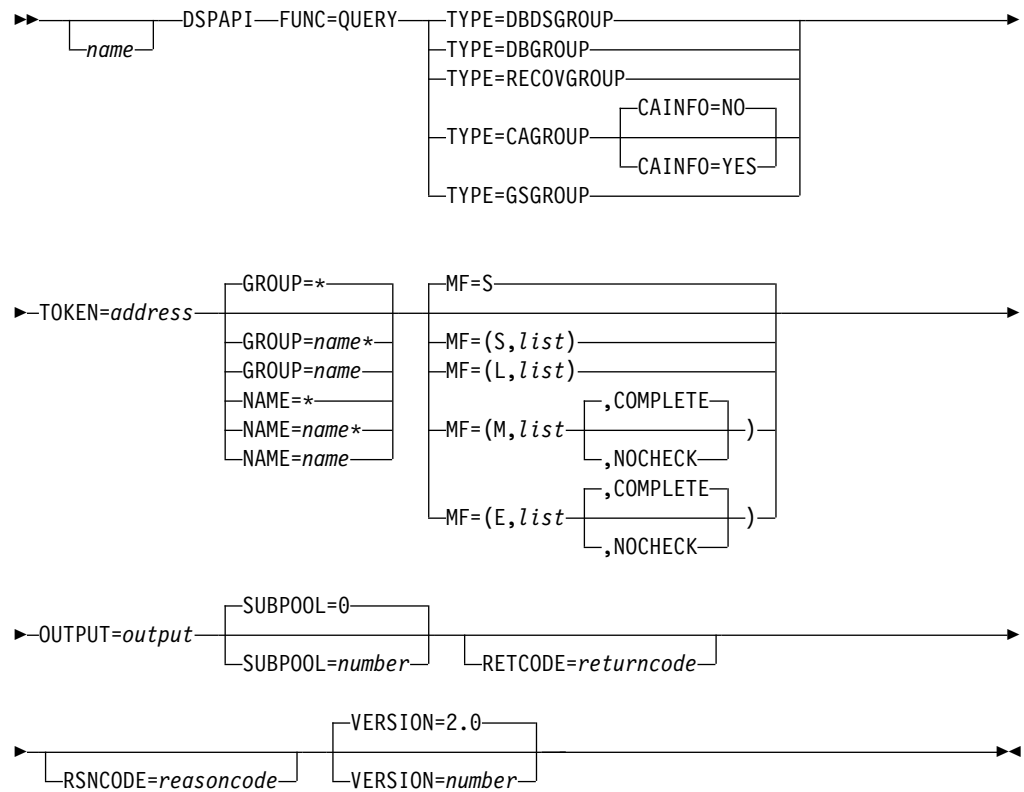 DSPAPI FUNC=QUERY TYPE=DBDSGROUP
name TYPE=DBGROUP
TYPE=RECOVGROUP
CAINFO=NO
TYPE=CAGROUP
CAINFO=YES
TYPE=GSGROUP
GROUP=* MF=S
TOKEN=address
GROUP=name* MF=(S,list)
GROUP=name MF=(L,list)
NAME=* ,COMPLETE
NAME=name* MF=(M,list )
NAME=name ,NOCHECK
,COMPLETE
MF=(E,list )
,NOCHECK
SUBPOOL=0
OUTPUT=output
SUBPOOL=number RETCODE=returncode
VERSION=2.0
RSNCODE=reasoncode VERSION=number